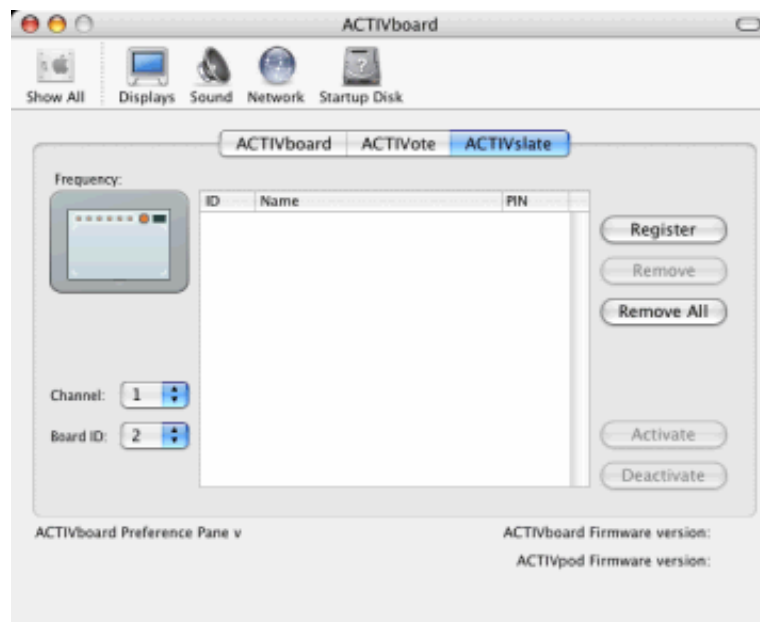 ACTIVboard
Show All Displays Sound Network Startup Disk
ACTIVboard ACTIVote ACTIVslate
Frequency:
ID Name PIN
Register
Remove
Remove All
Channel: 1
Board ID: 2
Activate
Deactivate
ACTIVboard Preference Pane v
ACTIVboard Firmware version:
ACTIVpod Firmware version: